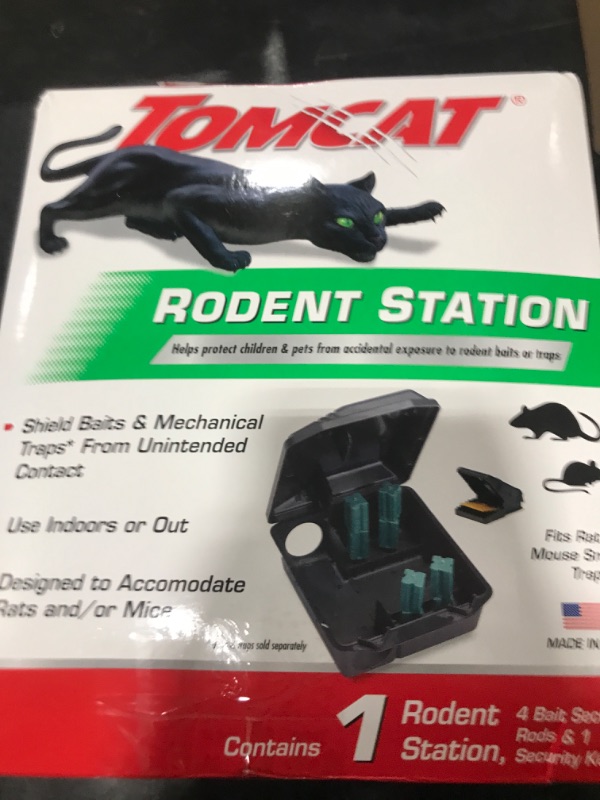 TOMCAT®
RODENT STATION
Helps protect children & pets from accidental exposure to rodent baits or traps
Shield Baits & Mechanical
Traps* From Unintended
Contact
Use Indoors or Out
Designed to Accomodate
Rats and/or Mice
sold separately
Fits Rat
Mouse
MADE IN
Contains 1 Rodent
Station,
4 Bait
Rods & 1
Security